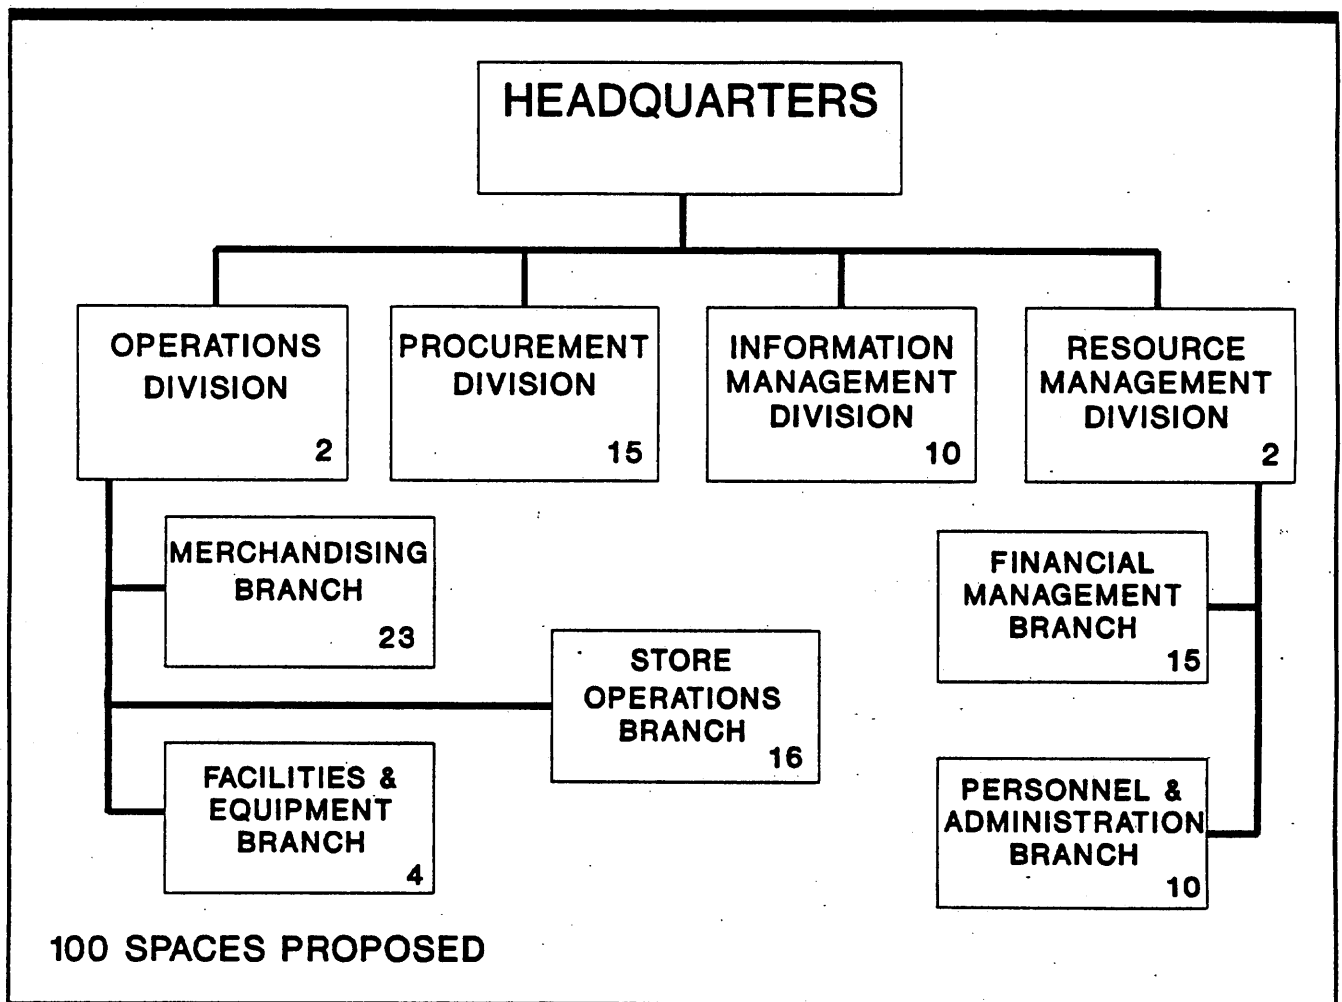 HEADQUARTERS
OPERATIONS
DIVISION
2
PROCUREMENT
DIVISION
15
INFORMATION
MANAGEMENT
DIVISION
10
RESOURCE
MANAGEMENT
DIVISION
2
MERCHANDISING
BRANCH
23
STORE
OPERATIONS
BRANCH
16
FACILITIES &
EQUIPMENT
BRANCH
4
FINANCIAL
MANAGEMENT
BRANCH
15
PERSONNEL &
ADMINISTRATION
BRANCH
10
100 SPACES PROPOSED